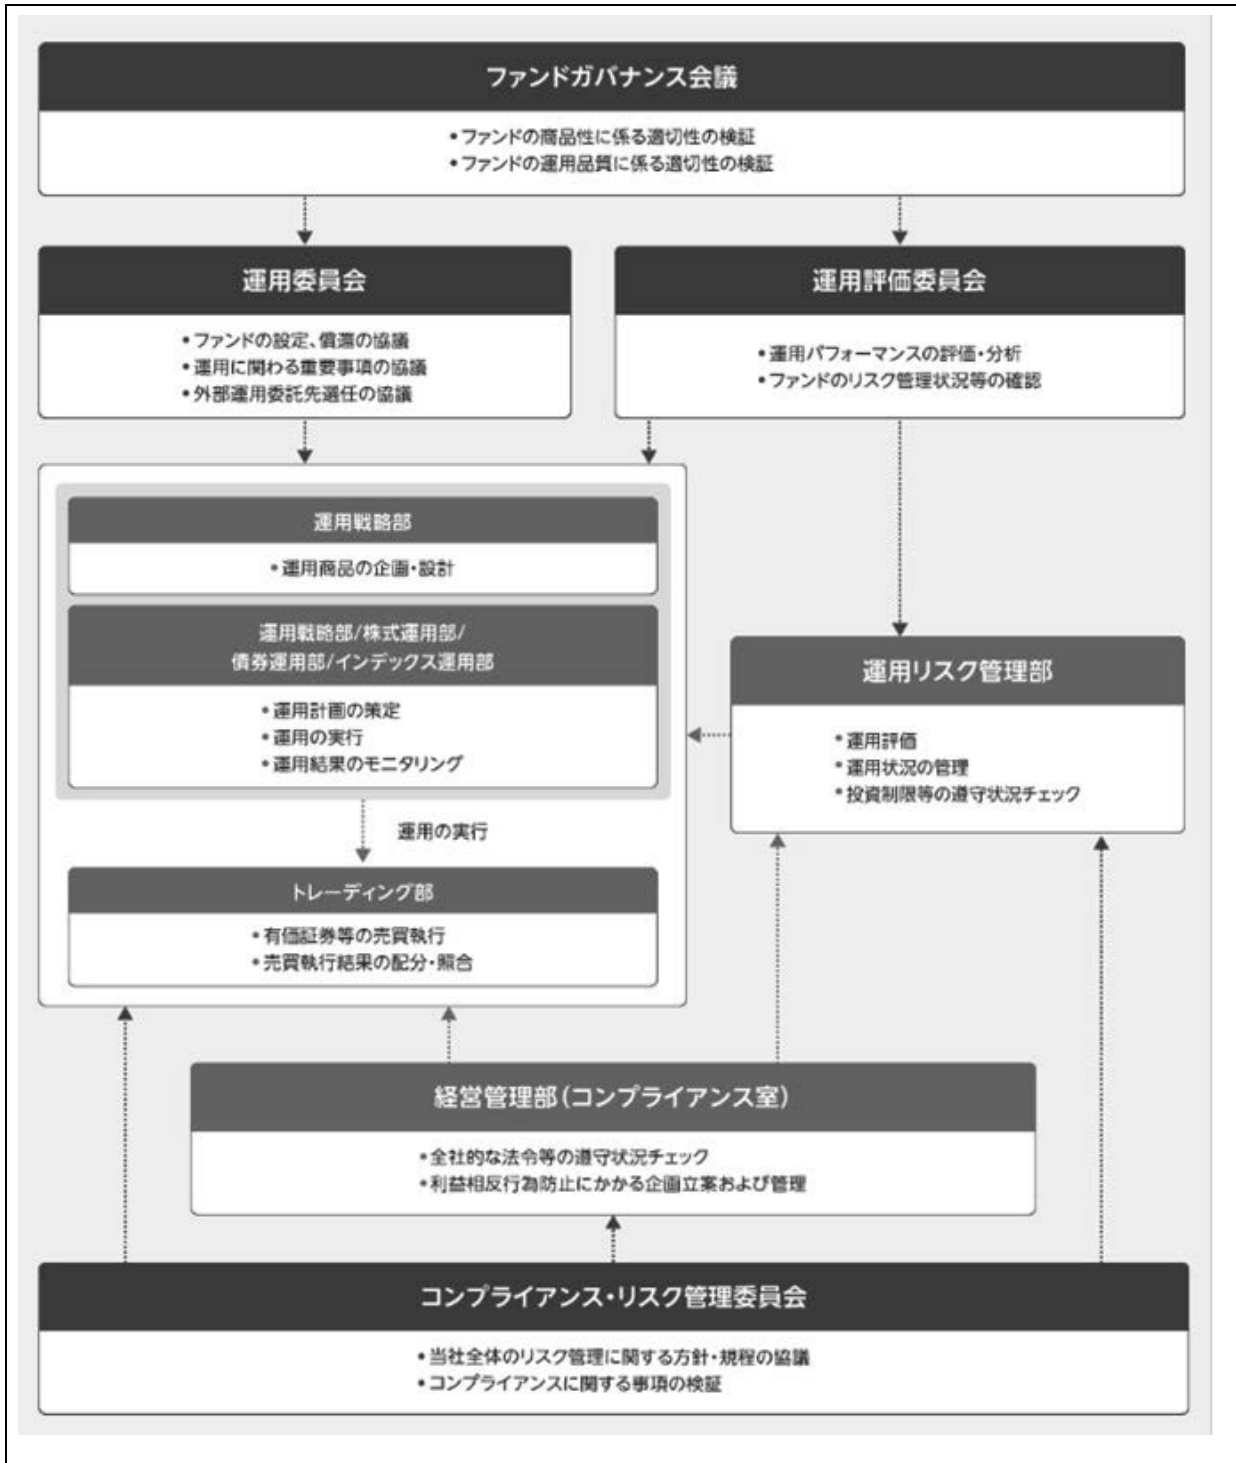 ファンドガバナンス会議
•ファンドの商品性に係る適切性の検証
•ファンドの運用品質に係る適切性の検証
運用委員会
•ファンドの設定、償還の協議
•運用に関わる重要事項の協議
•外部運用委託先選任の協議
運用評価委員会
•運用パフォーマンスの評価・分析
•ファンドのリスク管理状況等の確認
運用戦略部
•運用商品の企画・設計
運用戦略部/株式運用部/
債券運用部/インデックス運用部
•運用計画の策定
•運用の実行
•運用結果のモニタリング
運用の実行
トレーディング部
•有価証券等の売買執行
•売買執行結果の配分・照合
運用リスク管理部
•運用評価
•運用状況の管理
•投資制限等の遵守状況チェック
経営管理部(コンプライアンス室)
•全社的な法令等の遵守状況チェック
•利益相反行為防止にかかる企画立案および管理
コンプライアンス・リスク管理委員会
•当社全体のリスク管理に関する方針・規程の協議
•コンプライアンスに関する事項の検証